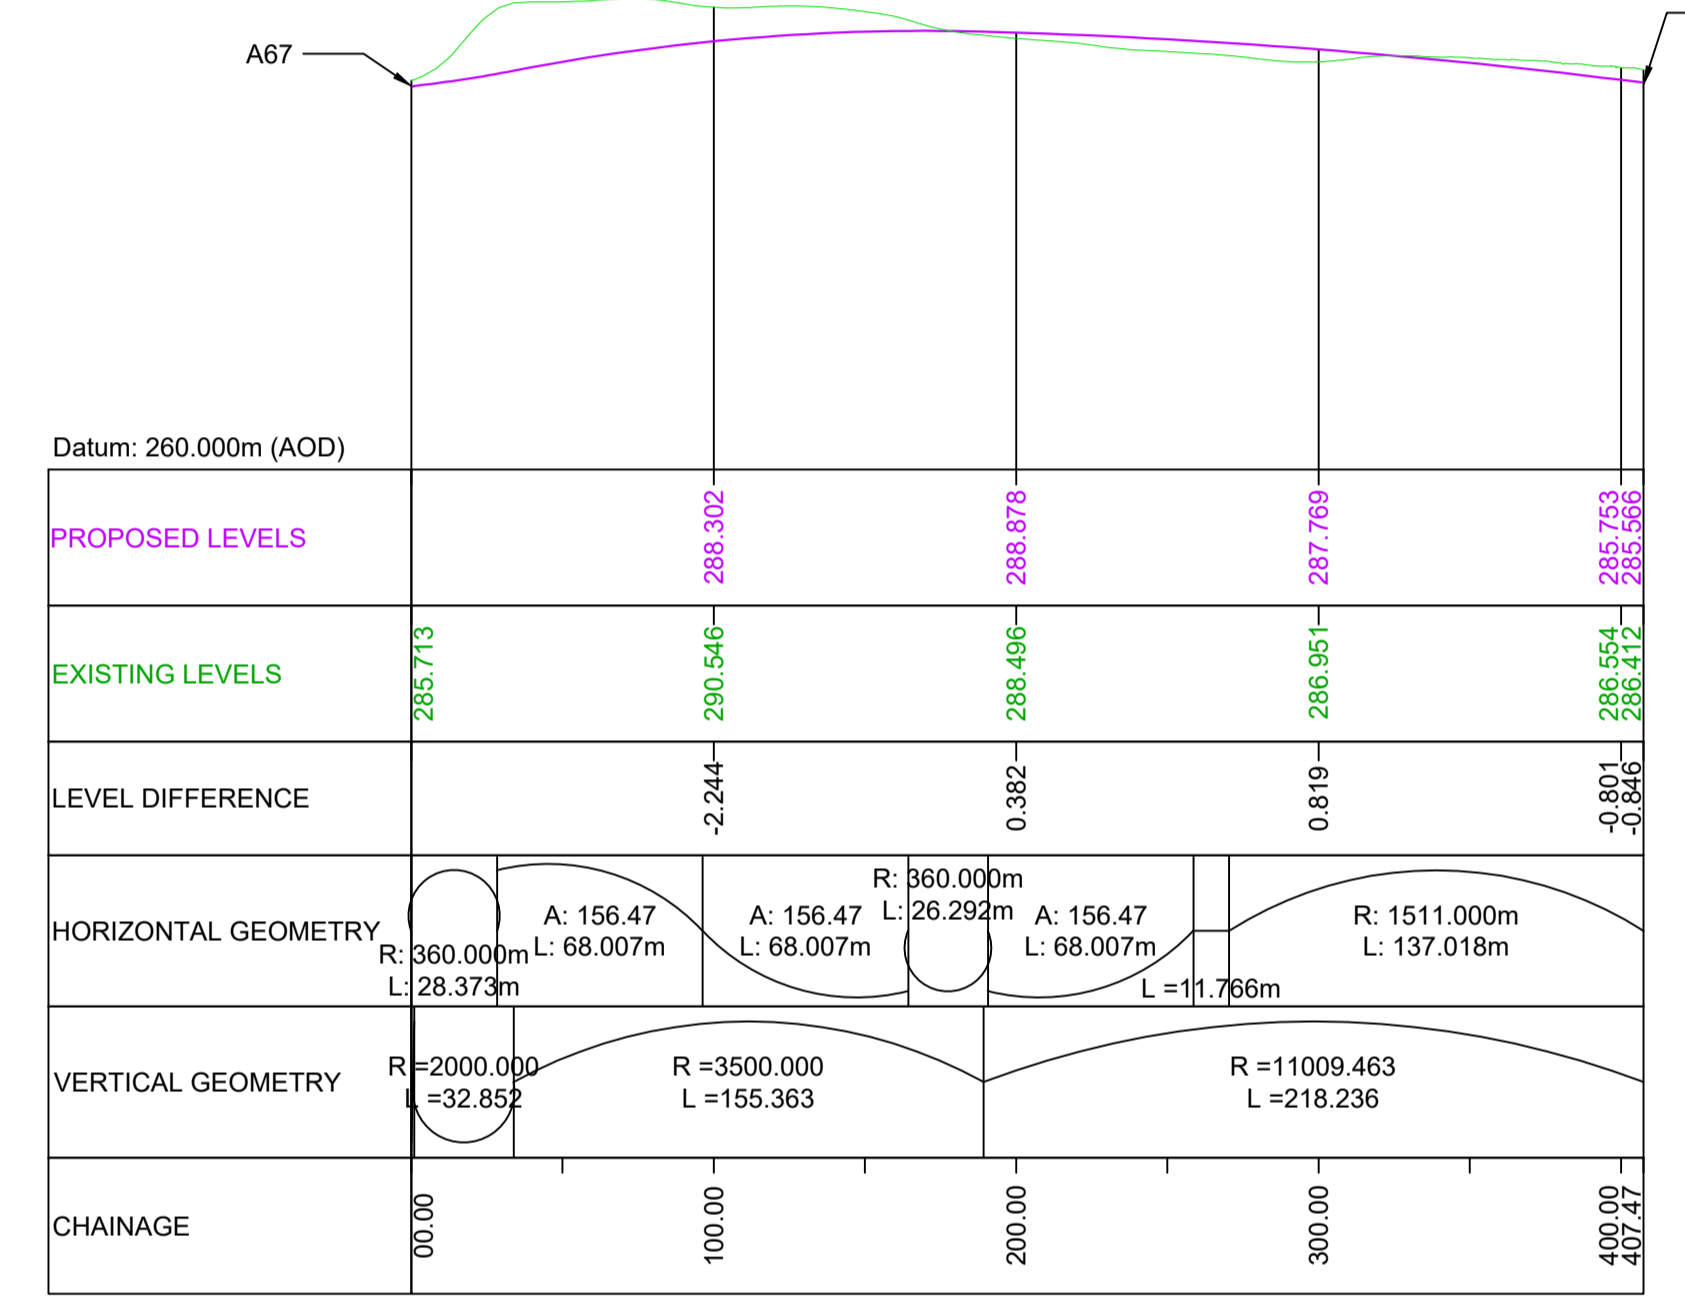 A67
Datum: 260.000m (AOD)
PROPOSED LEVELS
288.302
288.878
287.769
285.753
285.566
EXISTING LEVELS
285.713
290.546
288.496
286.951
286.554
286.412
LEVEL DIFFERENCE
-2.244
0.382
0.819
-0.801
-0.846
HORIZONTAL GEOMETRY
R: 360.000m
L: 28.373m
A: 156.47
L: 68.007m
A: 156.47
L: 68.007m
R: 360.000m
L: 26.292m
A: 156.47
L: 68.007m
L =11.766m
R: 1511.000m
L: 137.018m
VERTICAL GEOMETRY
R =2000.000
L =32.852
R =3500.000
L =155.363
R =11009.463
L =218.236
CHAINAGE
00.00
100.00
200.00
300.00
400.00
407.47